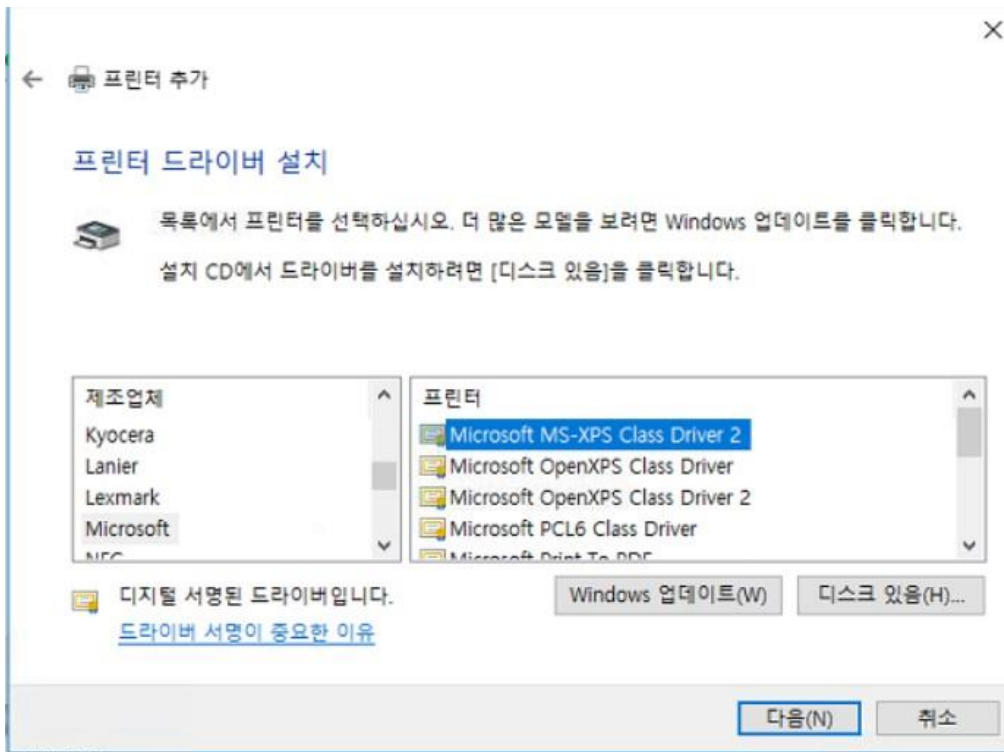 프린터 추가
프린터 드라이버 설치
목록에서 프린터를 선택하십시오. 더 많은 모델을 보려면 Windows 업데이트를 클릭합니다.
설치 CD에서 드라이버를 설치하려면 [디스크 있음]을 클릭합니다.
제조업체
Kyocera
Lanier
Lexmark
Microsoft
프린터
Microsoft MS-XPS Class Driver 2
Microsoft OpenXPS Class Driver
Microsoft OpenXPS Class Driver 2
Microsoft PCL6 Class Driver
Microsoft Print To PDF
디지털 서명된 드라이버입니다.
드라이버 서명이 중요한 이유
Windows 업데이트(W)
디스크 있음(H)...
다음(N)
취소